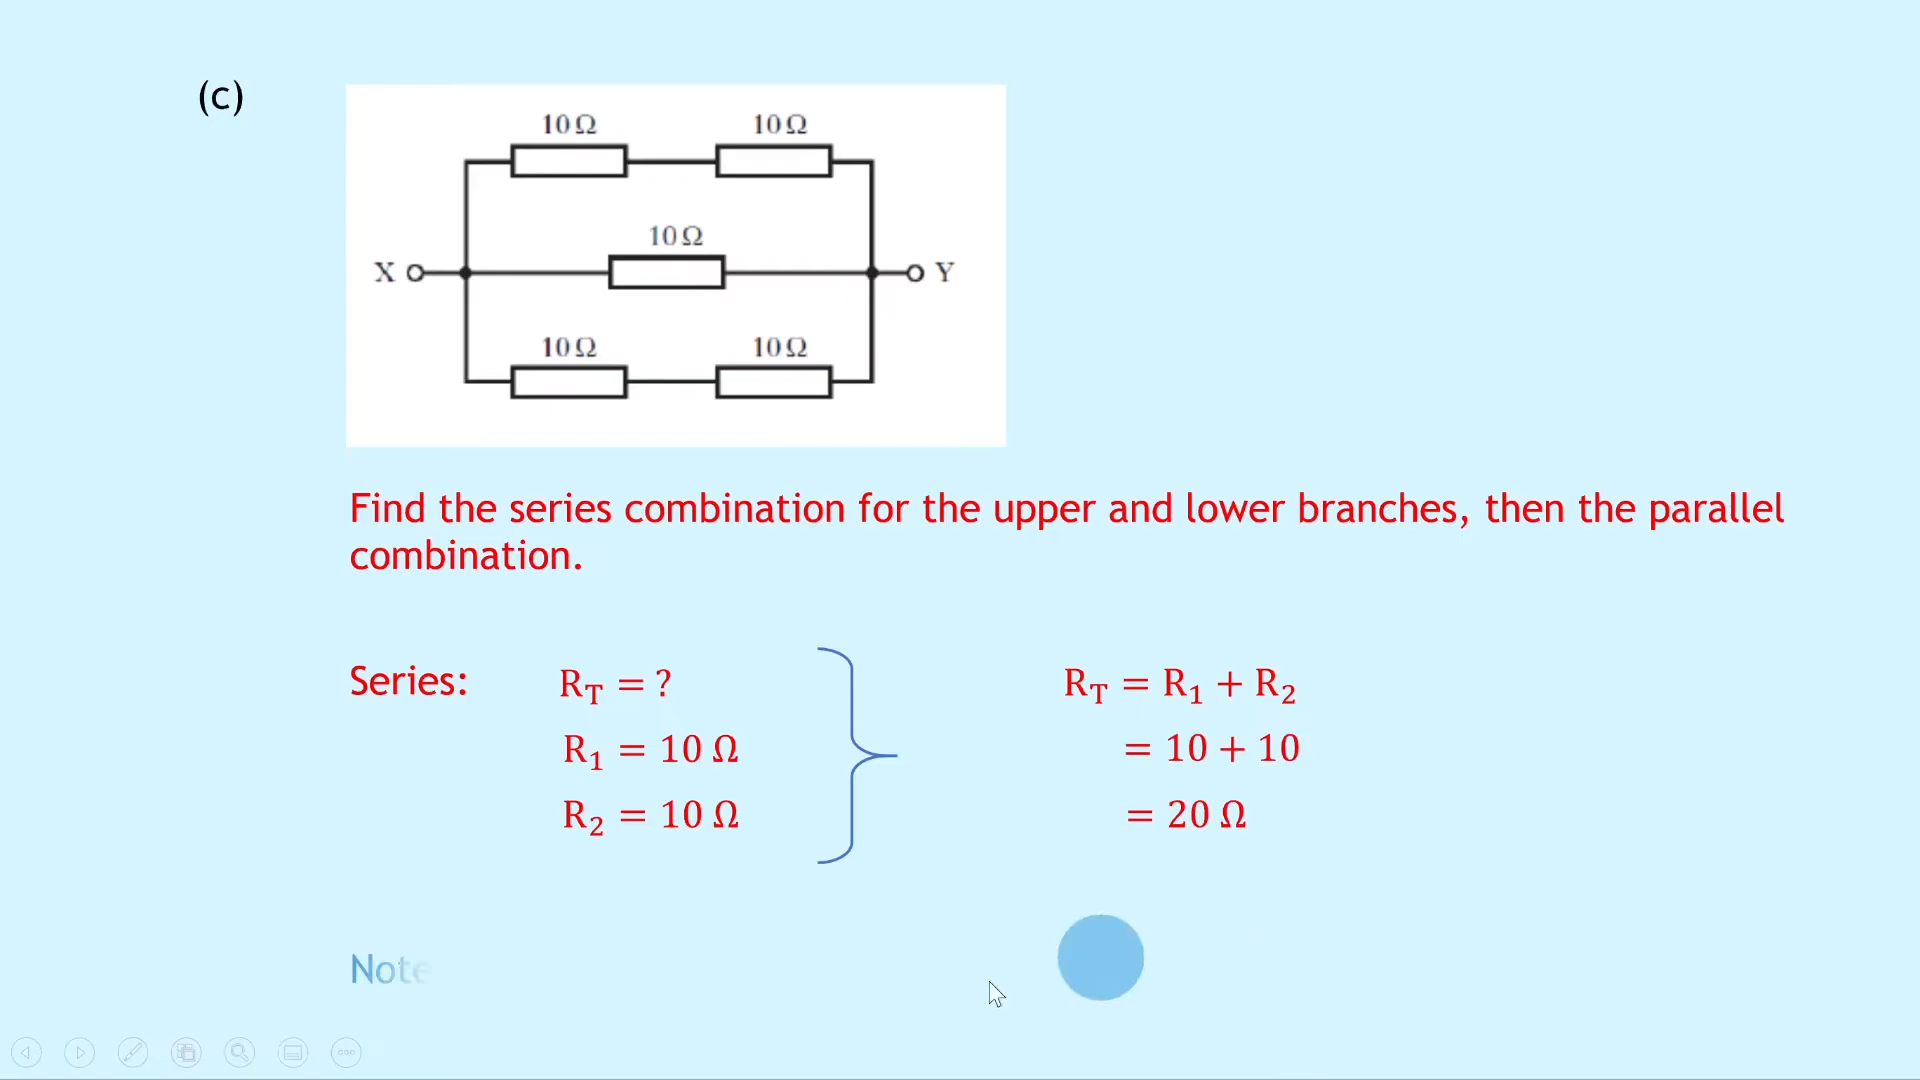 (c)
10 Ω 10 Ω
10 Ω
X Y
10 Ω 10 Ω
Find the series combination for the upper and lower branches, then the parallel
combination.
Series: R_T = ? R_T = R_1 + R_2
R_1 = 10 Ω = 10 + 10
R_2 = 10 Ω = 20 Ω
Note